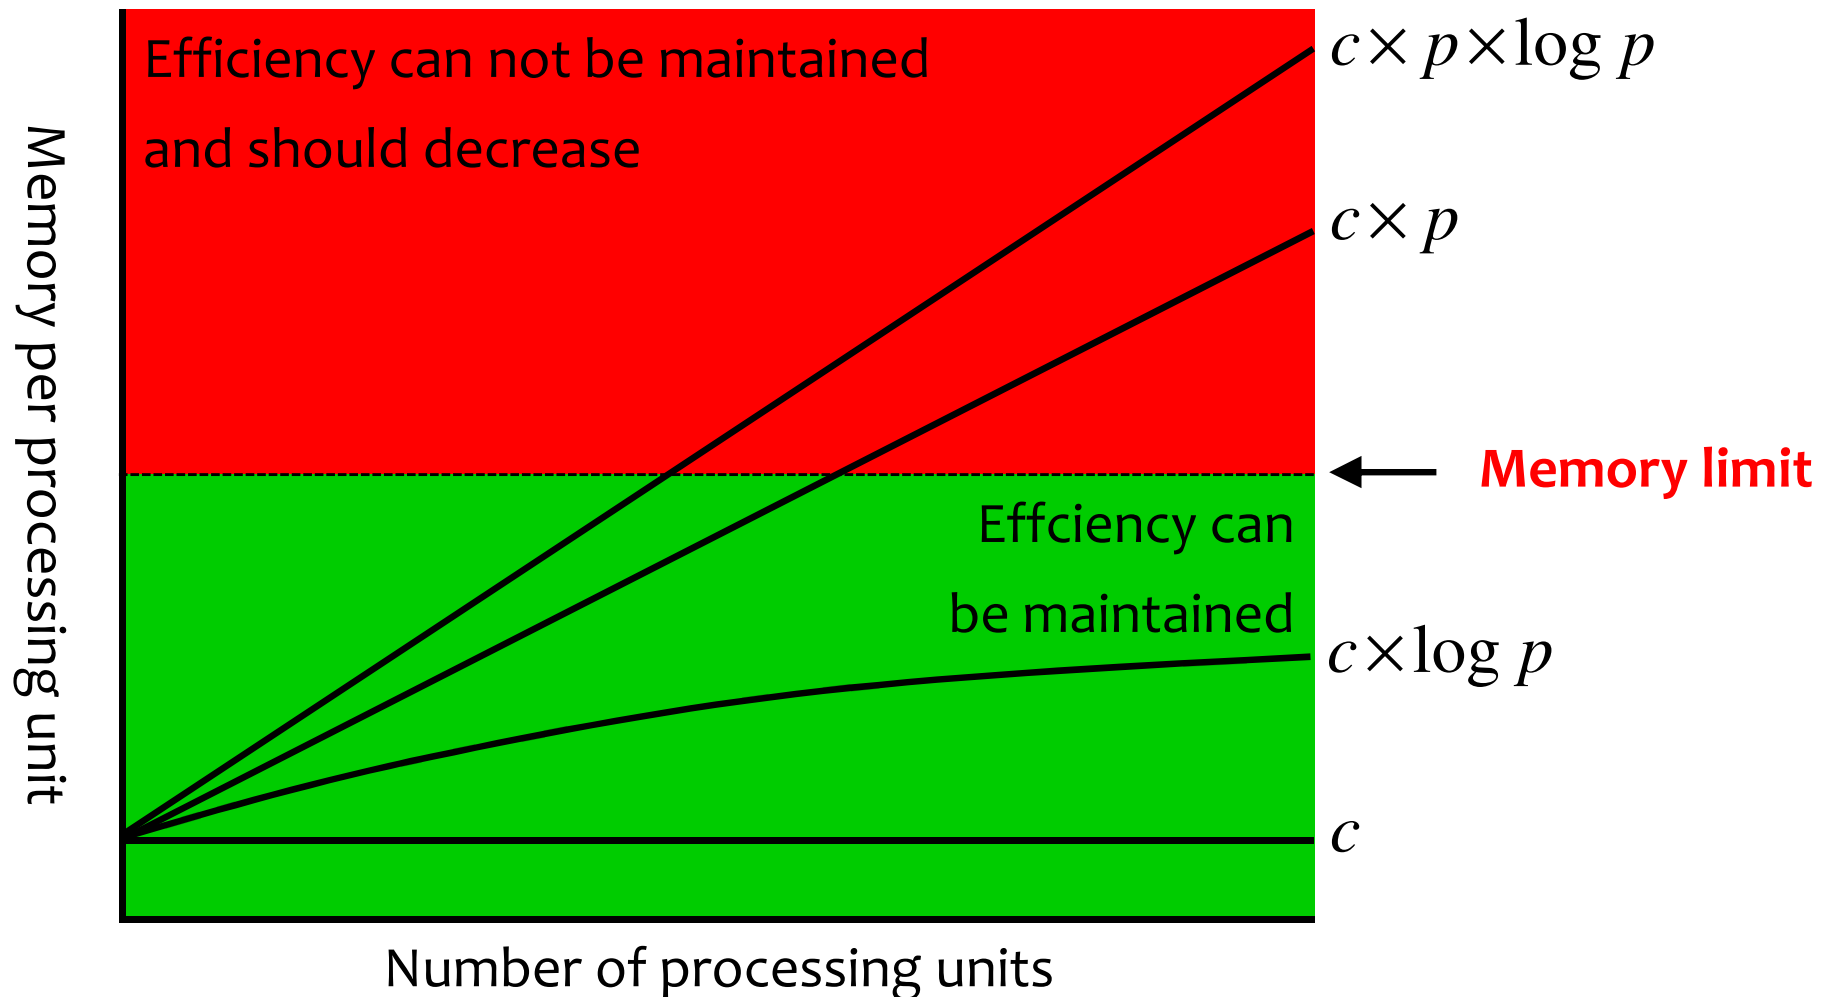 Efficiency can not be maintained
and should decrease
c × p × log p
c × p
Memory per processing unit
Memory limit
Effciency can
be maintained
c × log p
c
Number of processing units